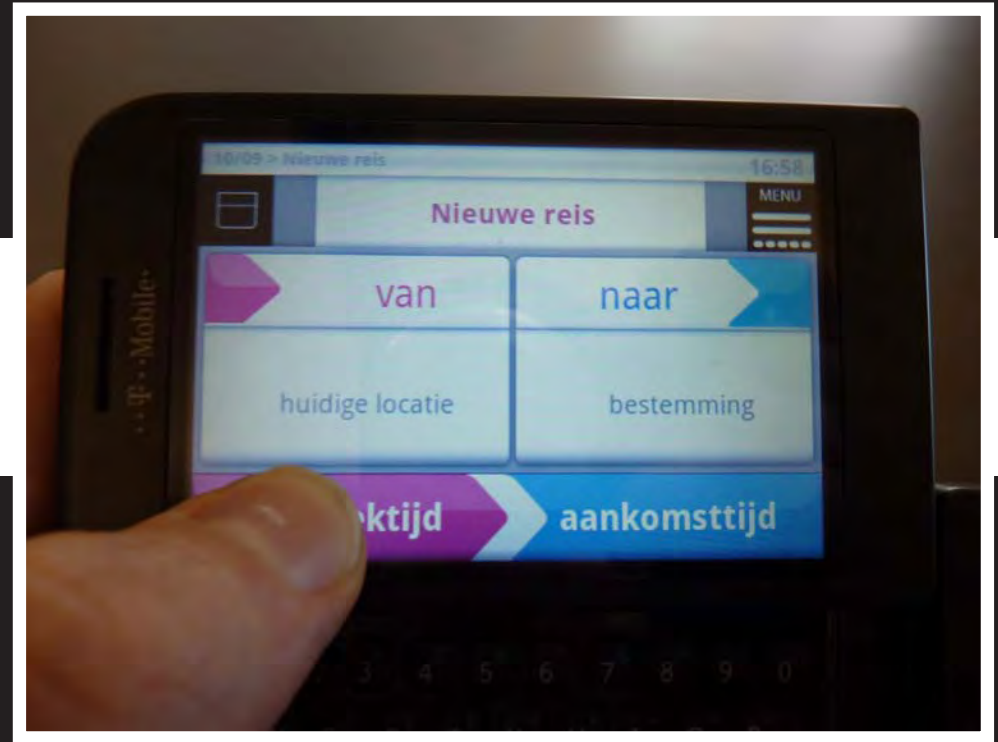 10/09 > Nieuwe reis 16:58
Nieuwe reis
MENU
van naar
huidige locatie bestemming
ktijd aankomsttijd
T··Mobile
3 4 5 6 7 8 9 0